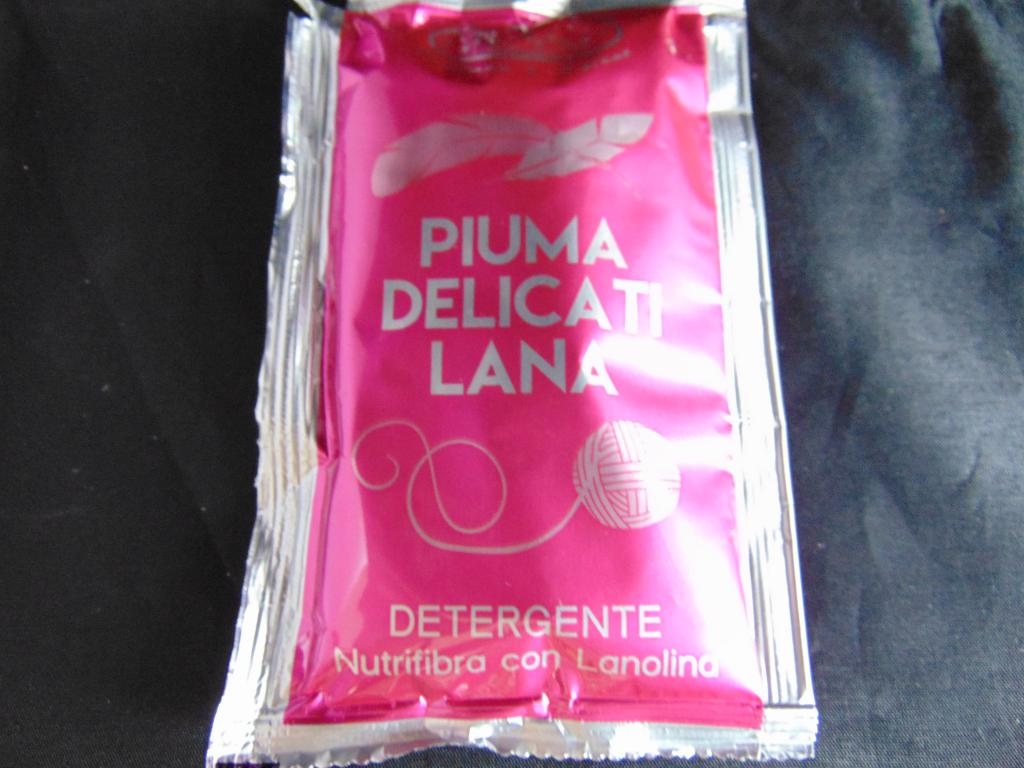 PIUMA
DELICATI
LANA
DETERGENTE
Nutrifibra con Lanolina